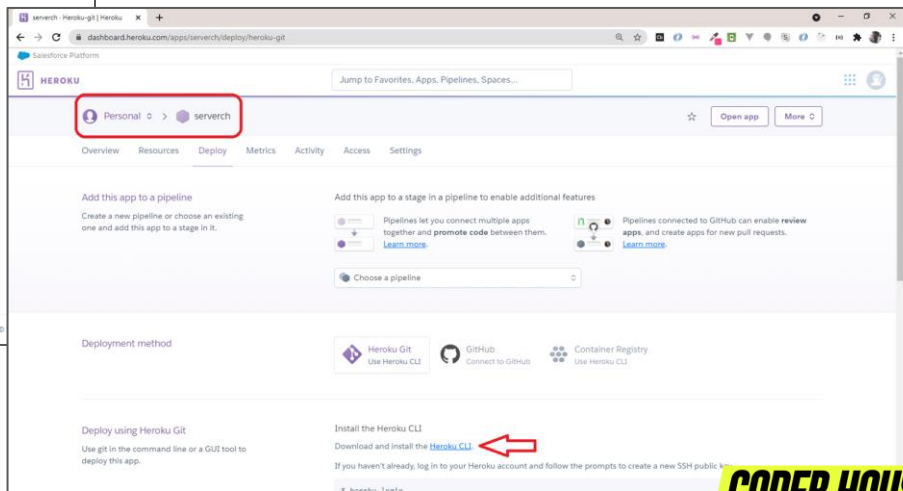 serverch - Heroku-git | Heroku
dashboard.heroku.com/apps/serverch/deploy/heroku-git
Salesforce Platform
HEROKU
Jump to Favorites, Apps, Pipelines, Spaces...
Personal > serverch
Open app
More
Overview Resources Deploy Metrics Activity Access Settings
Add this app to a pipeline
Create a new pipeline or choose an existing
one and add this app to a stage in it.
Add this app to a stage in a pipeline to enable additional features
Pipelines let you connect multiple apps
together and promote code between them.
Learn more.
Pipelines connected to GitHub can enable review
apps, and create apps for new pull requests.
Learn more.
Choose a pipeline
Deployment method
Heroku Git
Use Heroku CLI
GitHub
Connect to GitHub
Container Registry
Use Heroku CLI
Deploy using Heroku Git
Use git in the command line or a GUI tool to
deploy this app.
Install the Heroku CLI
Download and install the Heroku CLI.
If you haven't already, log in to your Heroku account and follow the prompts to create a new SSH public
$ heroku login
CODER HOUS